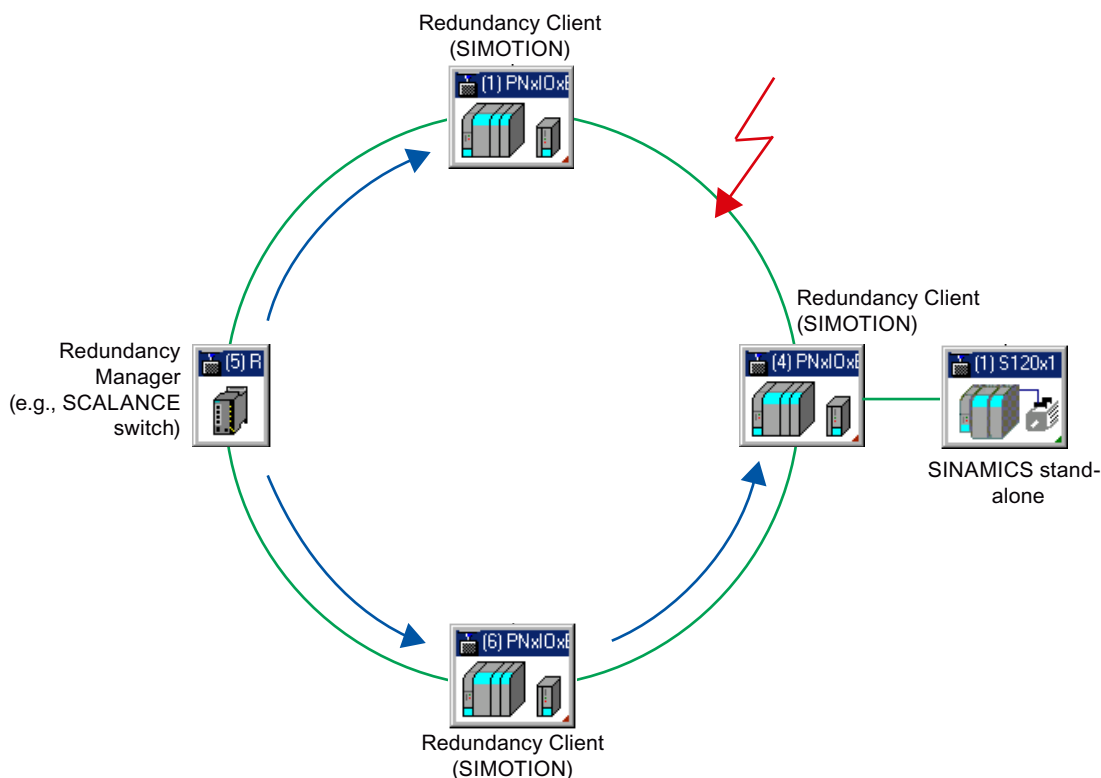 Redundancy Client
(SIMOTION)
(1) PNxIOxE
Redundancy Client
(SIMOTION)
Redundancy
Manager
(e.g., SCALANCE
switch)
(5) R
(4) PNxIOxE
(1) S120x1
SINAMICS stand-
alone
(6) PNxIOxE
Redundancy Client
(SIMOTION)